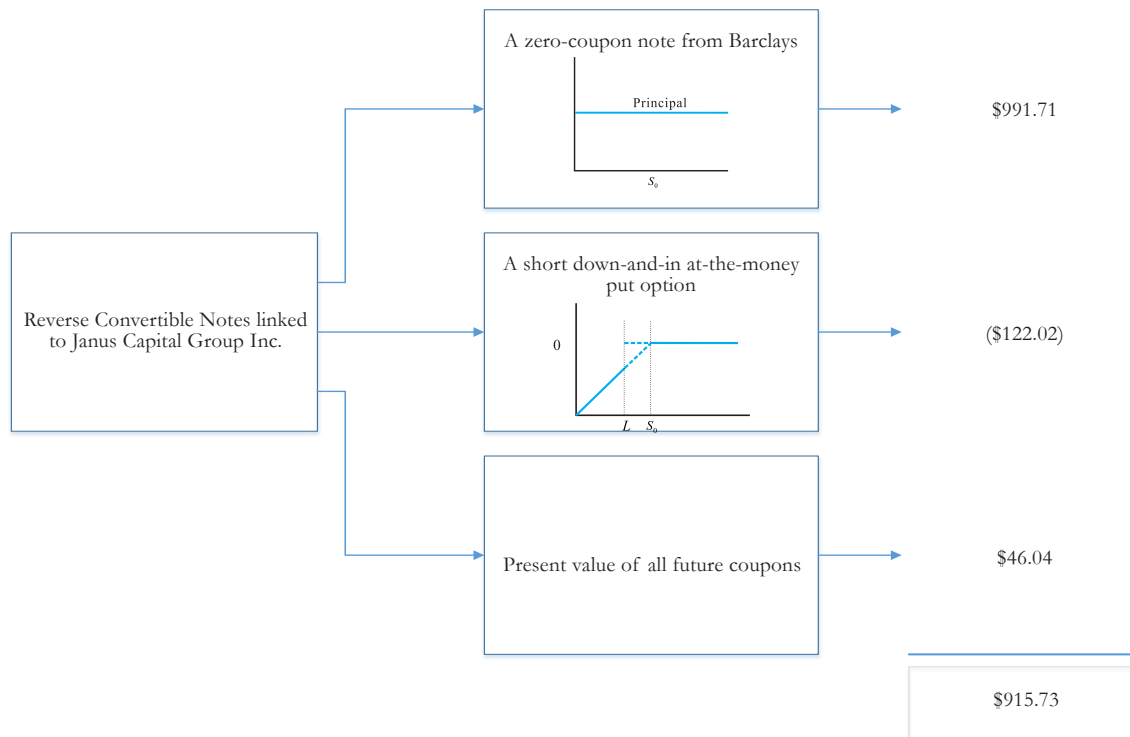 A zero-coupon note from Barclays
Principal
S₀
$991.71
Reverse Convertible Notes linked
to Janus Capital Group Inc.
A short down-and-in at-the-money
put option
0
L S₀
($122.02)
Present value of all future coupons
$46.04
$915.73